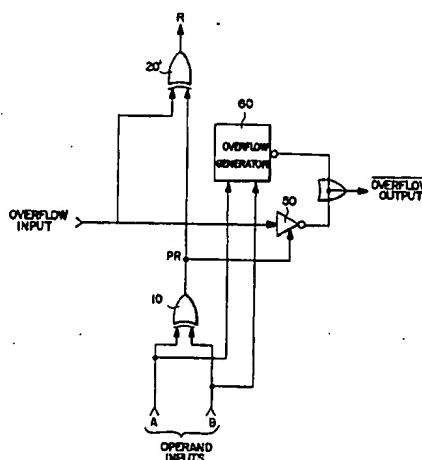 R
20'
60
OVERFLOW
GENERATOR
OVERFLOW
OUTPUT
OVERFLOW
INPUT
50
PR
10
A
B
OPERAND
INPUTS